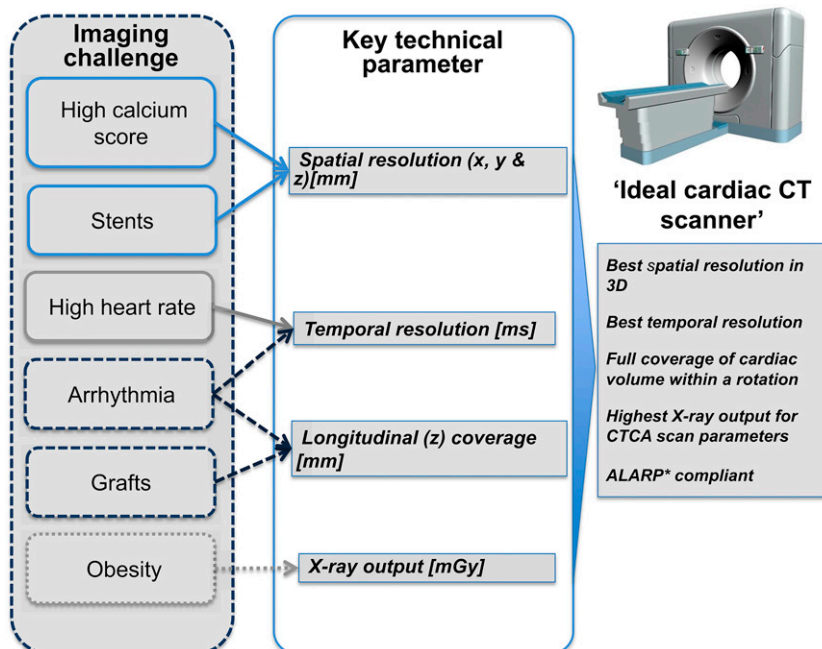 Imaging
challenge
High calcium
score
Stents
High heart rate
Arrhythmia
Grafts
Obesity
Key technical
parameter
Spatial resolution (x, y &
z)[mm]
Temporal resolution [ms]
Longitudinal (z) coverage
[mm]
X-ray output [mGy]
‘Ideal cardiac CT
scanner’
Best spatial resolution in
3D
Best temporal resolution
Full coverage of cardiac
volume within a rotation
Highest X-ray output for
CTCA scan parameters
ALARP* compliant